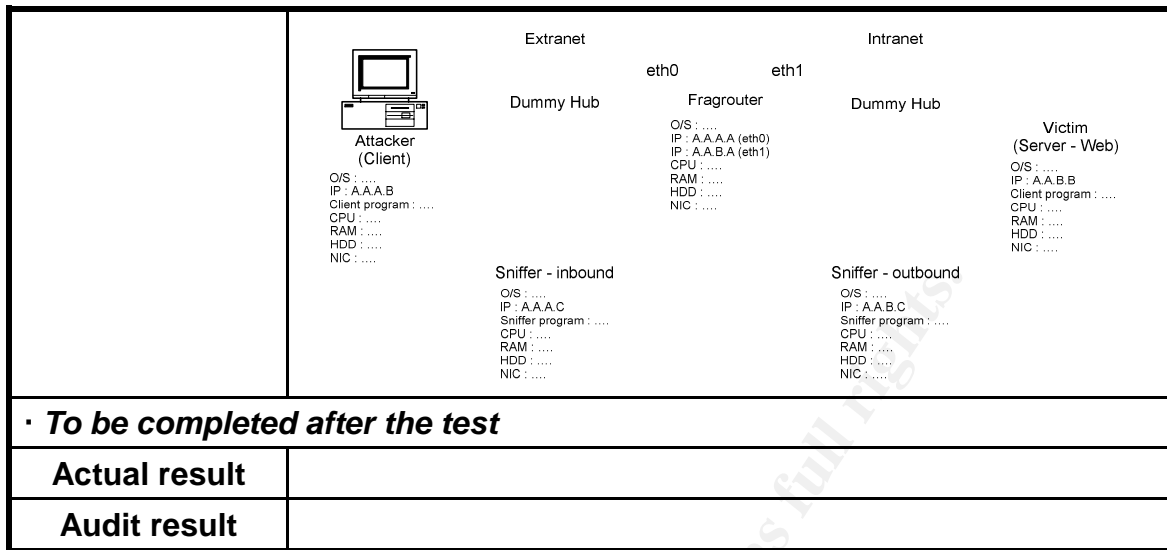 Extranet
Intranet
eth0
eth1
Dummy Hub
Fragrouter
Dummy Hub
Attacker
(Client)
O/S : ....
IP : A.A.A.B
Client program : ....
CPU : ....
RAM : ....
HDD : ....
NIC : ....
O/S : ....
IP : A.A.A.A (eth0)
IP : A.A.B.A (eth1)
CPU : ....
RAM : ....
HDD : ....
NIC : ....
Victim
(Server - Web)
O/S : ....
IP : A.A.B.B
Client program : ....
CPU : ....
RAM : ....
HDD : ....
NIC : ....
Sniffer - inbound
O/S : ....
IP : A.A.A.C
Sniffer program : ....
CPU : ....
RAM : ....
HDD : ....
NIC : ....
Sniffer - outbound
O/S : ....
IP : A.A.B.C
Sniffer program : ....
CPU : ....
RAM : ....
HDD : ....
NIC : ....
· To be completed after the test
Actual result
Audit result
s full rights.